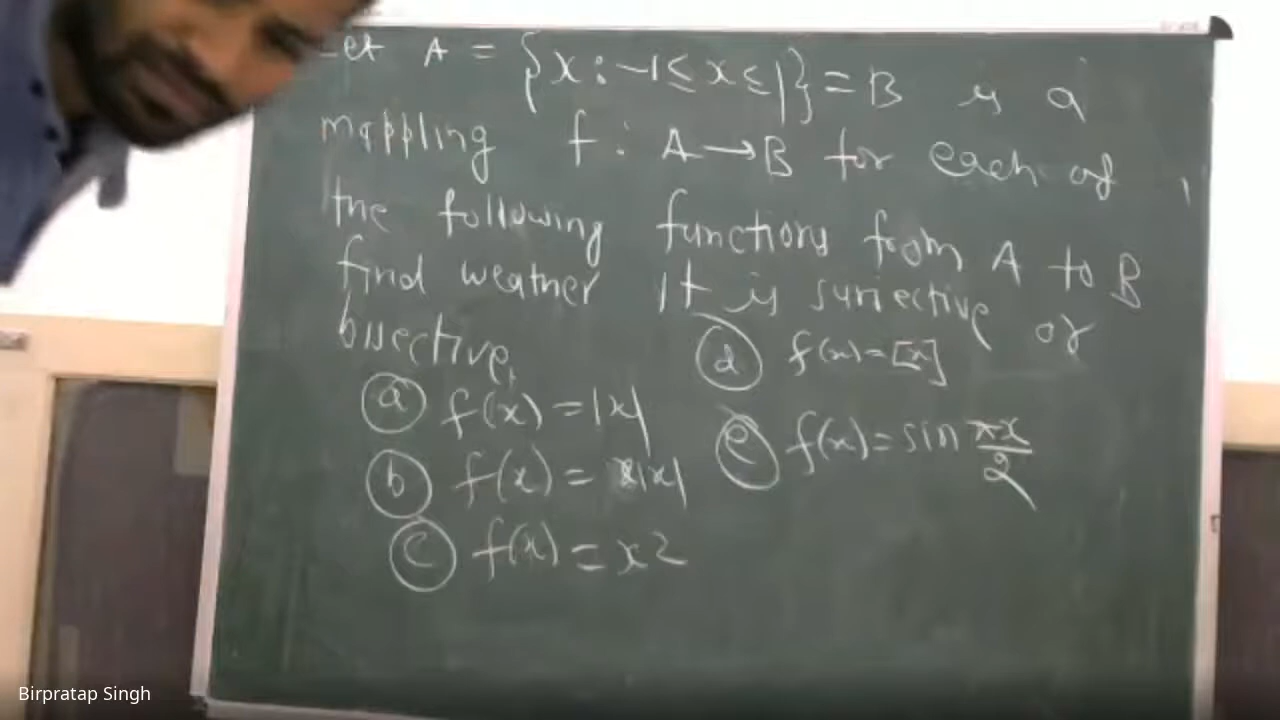 Let A = {x : -1 ≤ x ≤ 1} = B is a
mappling f : A → B for each of
the following functions from A to B
find weather it is surjective or
bijective,
(a) f(x) = |x|
(b) f(x) = x|x|
(c) f(x) = x2
(d) f(x) = [x]
(e) f(x) = sin πx/2
Birpratap Singh